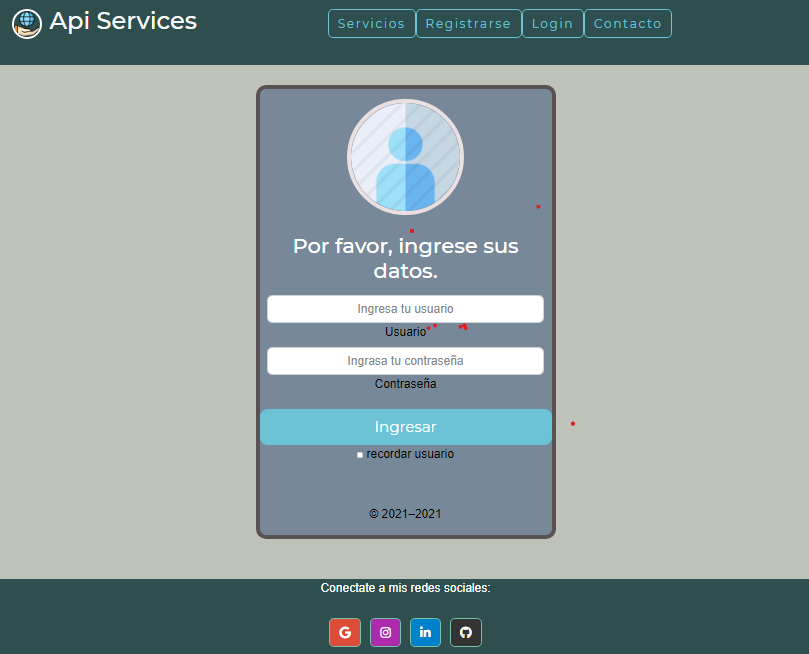 Api Services
Servicios Registrarse Login Contacto
Por favor, ingrese sus
datos.
Ingresa tu usuario
Usuario
Ingrasa tu contraseña
Contraseña
Ingresar
recordar usuario
© 2021–2021
Conectate a mis redes sociales:
G
in